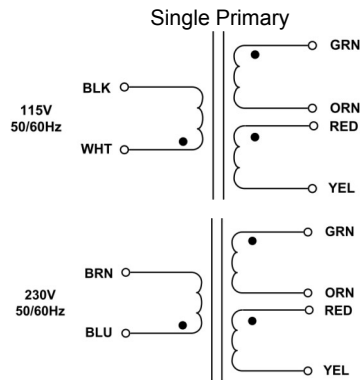 Single Primary
GRN
BLK
115V
50/60Hz
ORN
RED
WHT
YEL
GRN
BRN
230V
50/60Hz
ORN
RED
BLU
YEL